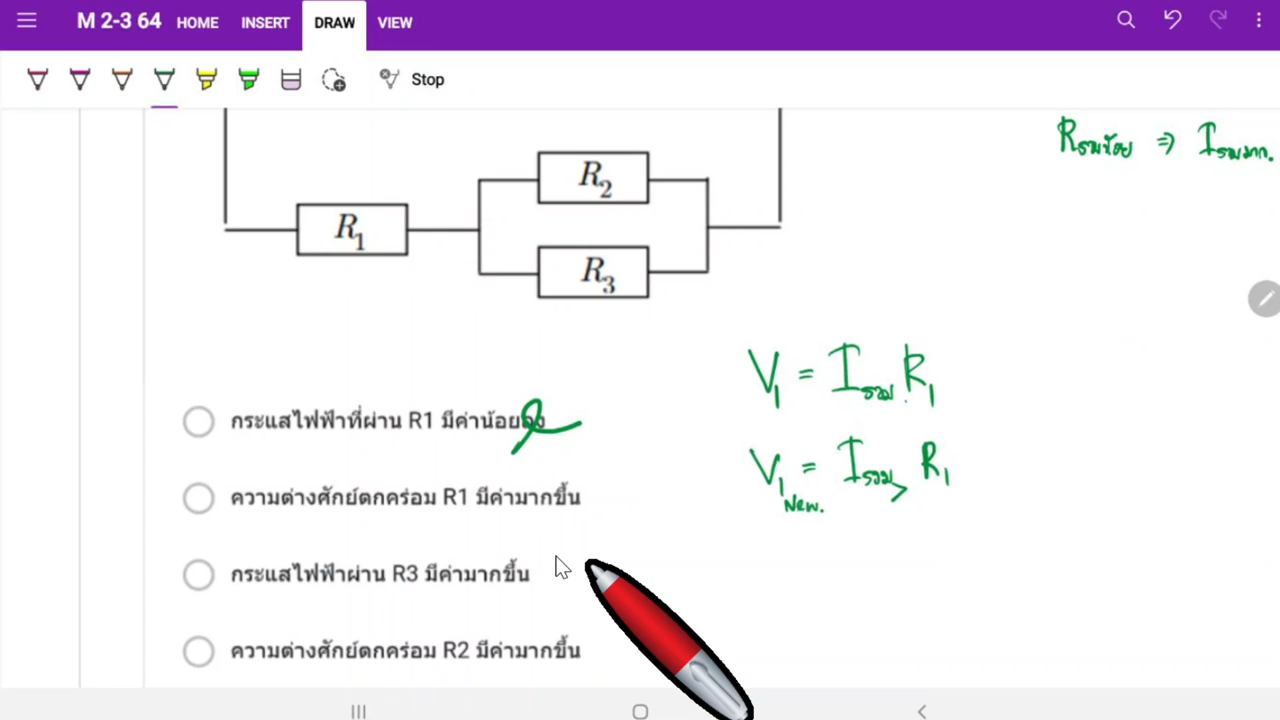 M 2-3 64 HOME INSERT DRAW VIEW
Stop
Rรวมน้อย ⇒ Iรวมมาก.
R2
R1
R3
V1 = Iรวม R1
กระแสไฟฟ้าที่ผ่าน R1 มีค่าน้อยลง
V1 New. = Iรวม> R1
ความต่างศักย์ตกคร่อม R1 มีค่ามากขึ้น
กระแสไฟฟ้าผ่าน R3 มีค่ามากขึ้น
ความต่างศักย์ตกคร่อม R2 มีค่ามากขึ้น